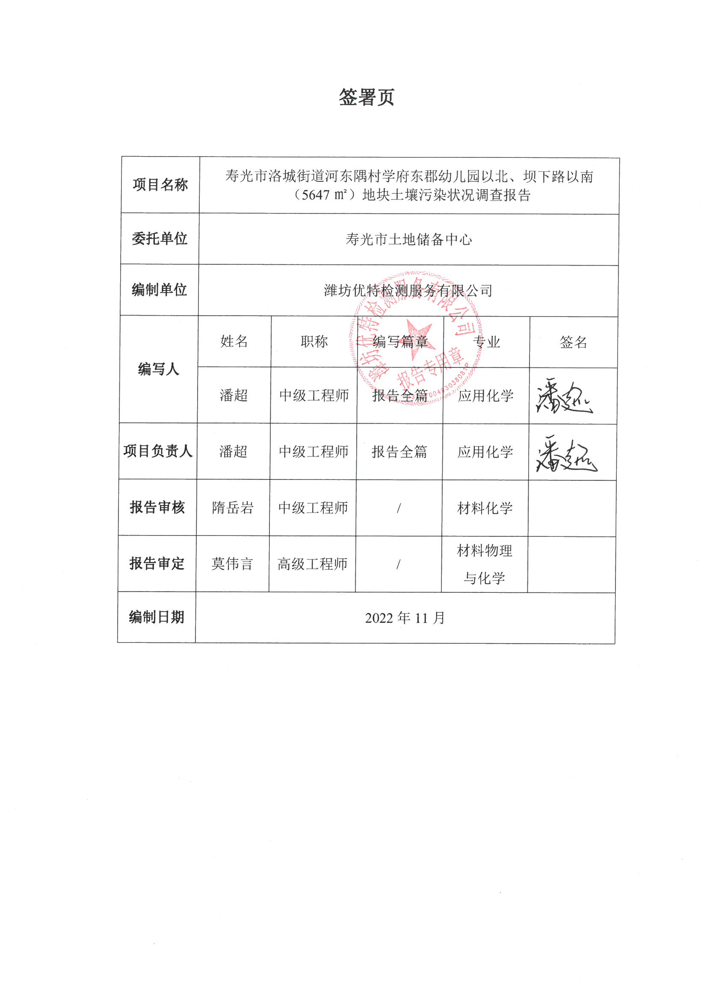 签署页
项目名称
寿光市洛城街道河东隅村学府东郡幼儿园以北、坝下路以南
（5647 ㎡）地块土壤污染状况调查报告
委托单位
寿光市土地储备中心
编制单位
潍坊优特检测服务有限公司
编写人
姓名 职称 编写篇章 专业 签名
潘超 中级工程师 报告全篇 应用化学 潘超
项目负责人 潘超 中级工程师 报告全篇 应用化学 潘超
报告审核 隋岳岩 中级工程师 / 材料化学
报告审定 莫伟言 高级工程师 / 材料物理
与化学
编制日期 2022 年 11 月
潍坊优特检测服务有限公司
报告专用章